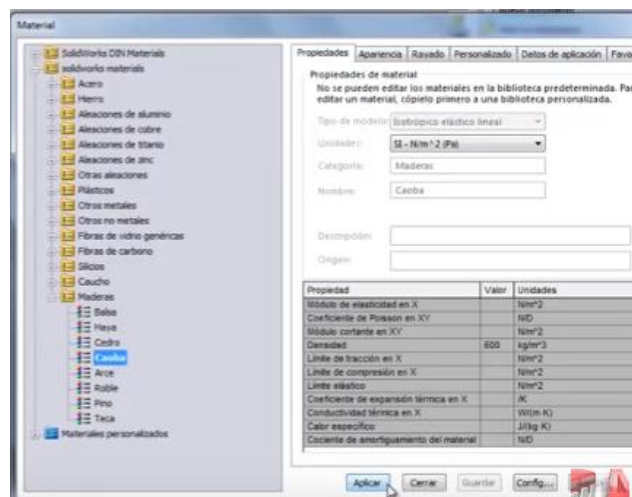 Material
SolidWorks DIN Materials
solidworks materials
Acero
Hierro
Aleaciones de aluminio
Aleaciones de cobre
Aleaciones de titanio
Aleaciones de zinc
Otras aleaciones
Plásticos
Otros metales
Otros no metales
Fibras de vidrio genéricas
Fibras de carbono
Silicios
Caucho
Maderas
Balsa
Haya
Cedro
Caoba
Arce
Roble
Pino
Teca
Materiales personalizados
Propiedades Apariencia Rayado Personalizado Datos de aplicación Favo
Propiedades de material
No se pueden editar los materiales en la biblioteca predeterminada. Par
editar un material, cópielo primero a una biblioteca personalizada.
Tipo de modelo: Isotrópico elástico lineal
Unidades: SI - N/m^2 (Pa)
Categoría: Maderas
Nombre: Caoba
Descripción:
Origen:
Propiedad Valor Unidades
Módulo de elasticidad en X N/m^2
Coeficiente de Poisson en XY N/D
Módulo cortante en XY N/m^2
Densidad 600 kg/m^3
Límite de tracción en X N/m^2
Límite de compresión en X N/m^2
Límite elástico N/m^2
Coeficiente de expansión térmica en X /K
Conductividad térmica en X W/(m·K)
Calor específico J/(kg·K)
Cociente de amortiguamiento del material N/D
Aplicar Cerrar Guardar Config...